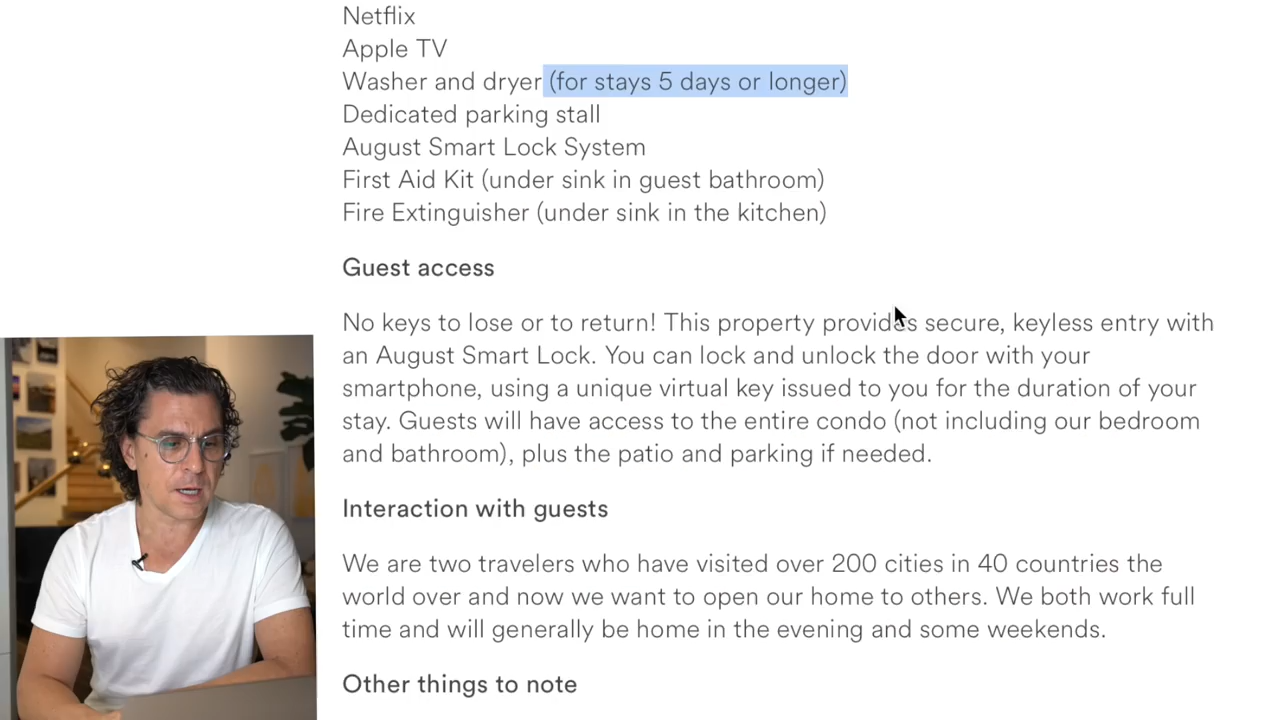 Netflix
Apple TV
Washer and dryer (for stays 5 days or longer)
Dedicated parking stall
August Smart Lock System
First Aid Kit (under sink in guest bathroom)
Fire Extinguisher (under sink in the kitchen)
Guest access
No keys to lose or to return! This property provides secure, keyless entry with
an August Smart Lock. You can lock and unlock the door with your
smartphone, using a unique virtual key issued to you for the duration of your
stay. Guests will have access to the entire condo (not including our bedroom
and bathroom), plus the patio and parking if needed.
Interaction with guests
We are two travelers who have visited over 200 cities in 40 countries the
world over and now we want to open our home to others. We both work full
time and will generally be home in the evening and some weekends.
Other things to note